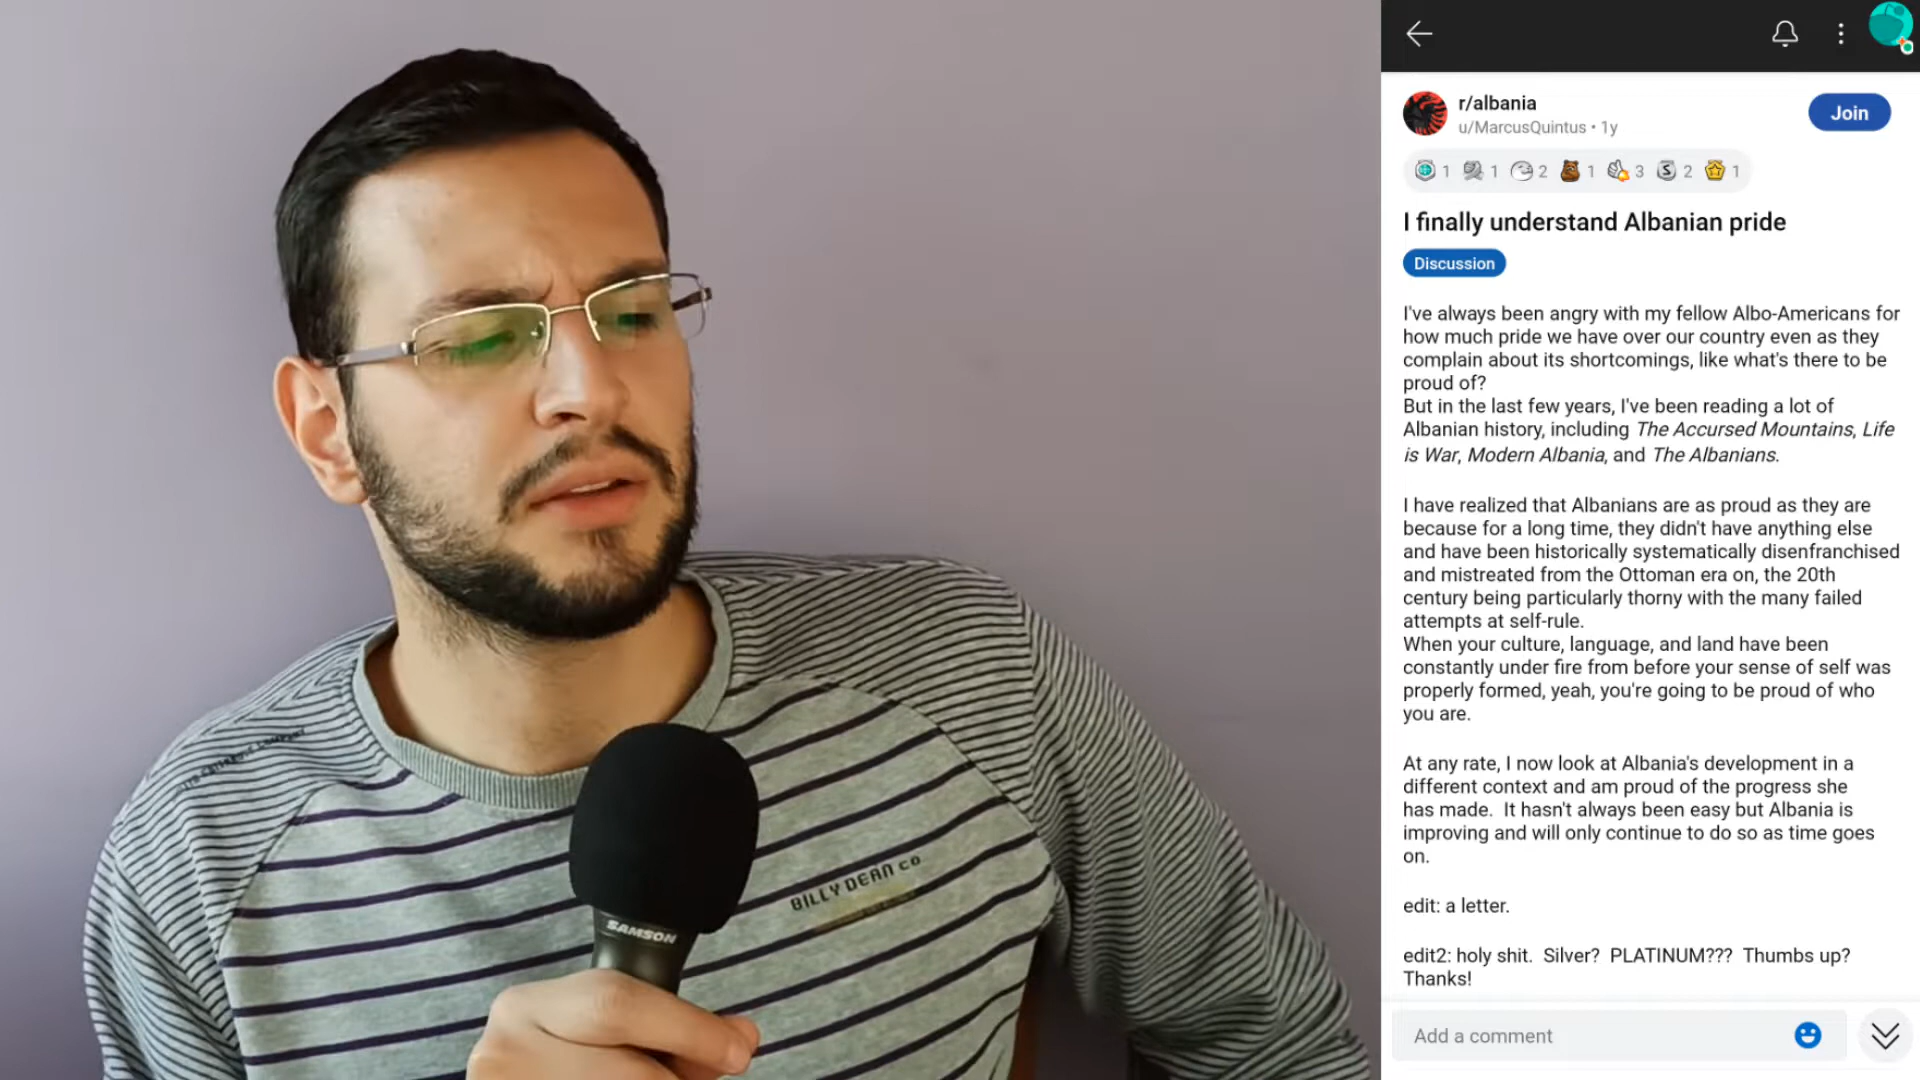 r/albania
u/MarcusQuintus • 1y
Join
1 1 2 1 3 2 1
I finally understand Albanian pride
Discussion
I've always been angry with my fellow Albo-Americans for
how much pride we have over our country even as they
complain about its shortcomings, like what's there to be
proud of?
But in the last few years, I've been reading a lot of
Albanian history, including The Accursed Mountains, Life
is War, Modern Albania, and The Albanians.
I have realized that Albanians are as proud as they are
because for a long time, they didn't have anything else
and have been historically systematically disenfranchised
and mistreated from the Ottoman era on, the 20th
century being particularly thorny with the many failed
attempts at self-rule.
When your culture, language, and land have been
constantly under fire from before your sense of self was
properly formed, yeah, you're going to be proud of who
you are.
At any rate, I now look at Albania's development in a
different context and am proud of the progress she
has made.  It hasn't always been easy but Albania is
improving and will only continue to do so as time goes
on.
edit: a letter.
edit2: holy shit.  Silver?  PLATINUM???  Thumbs up?
Thanks!
Add a comment
BILLY DEAN CO
SAMSON